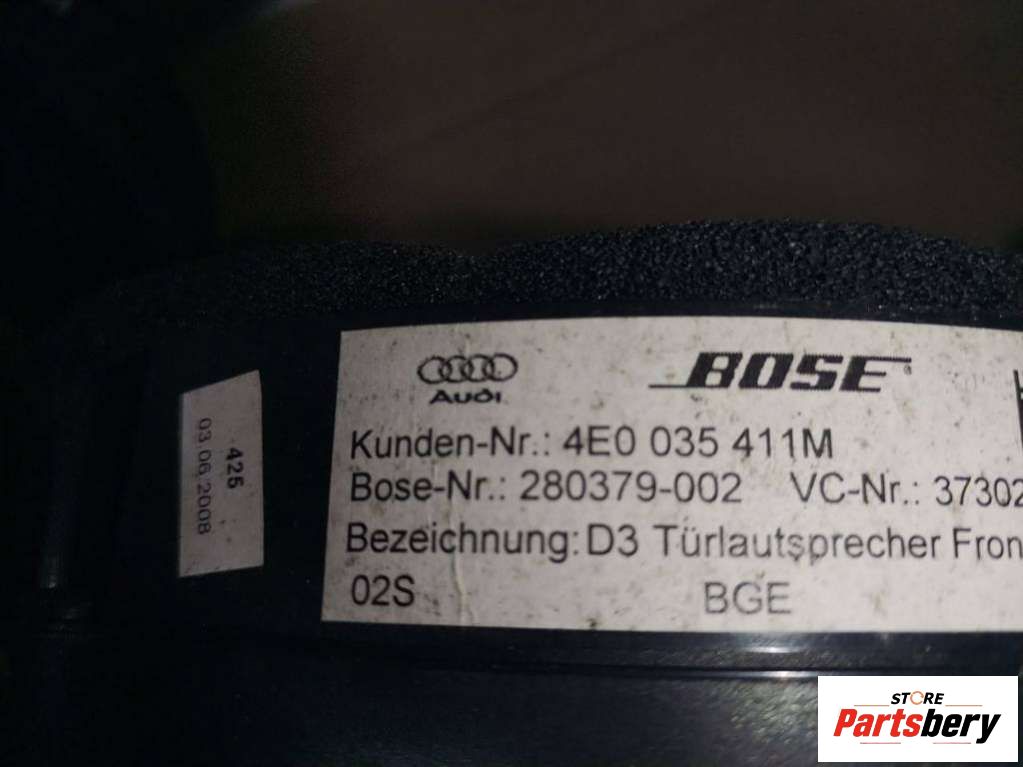 Audi BOSE
Kunden-Nr.: 4E0 035 411M
Bose-Nr.: 280379-002 VC-Nr.: 37302
Bezeichnung: D3 Türlautsprecher Fron
02S BGE
425
03.06.2008
STORE
Partsbery